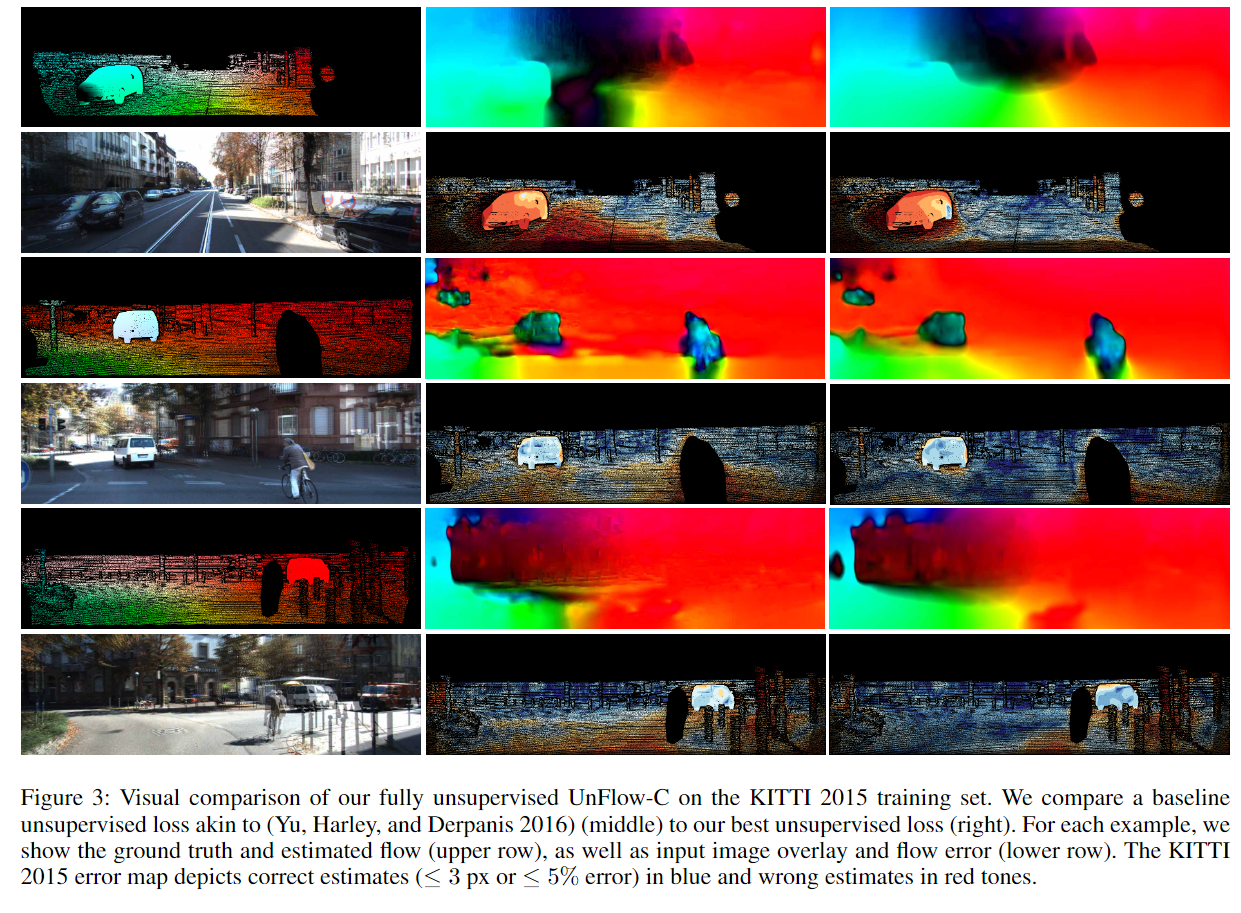 Figure 3: Visual comparison of our fully unsupervised UnFlow-C on the KITTI 2015 training set. We compare a baseline
unsupervised loss akin to (Yu, Harley, and Derpanis 2016) (middle) to our best unsupervised loss (right). For each example, we
show the ground truth and estimated flow (upper row), as well as input image overlay and flow error (lower row). The KITTI
2015 error map depicts correct estimates (≤ 3 px or ≤ 5% error) in blue and wrong estimates in red tones.